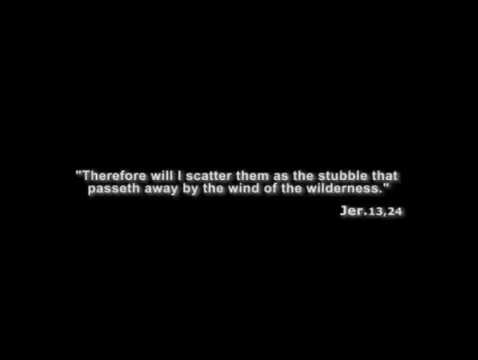 "Therefore will I scatter them as the stubble that
passeth away by the wind of the wilderness."
Jer.13,24